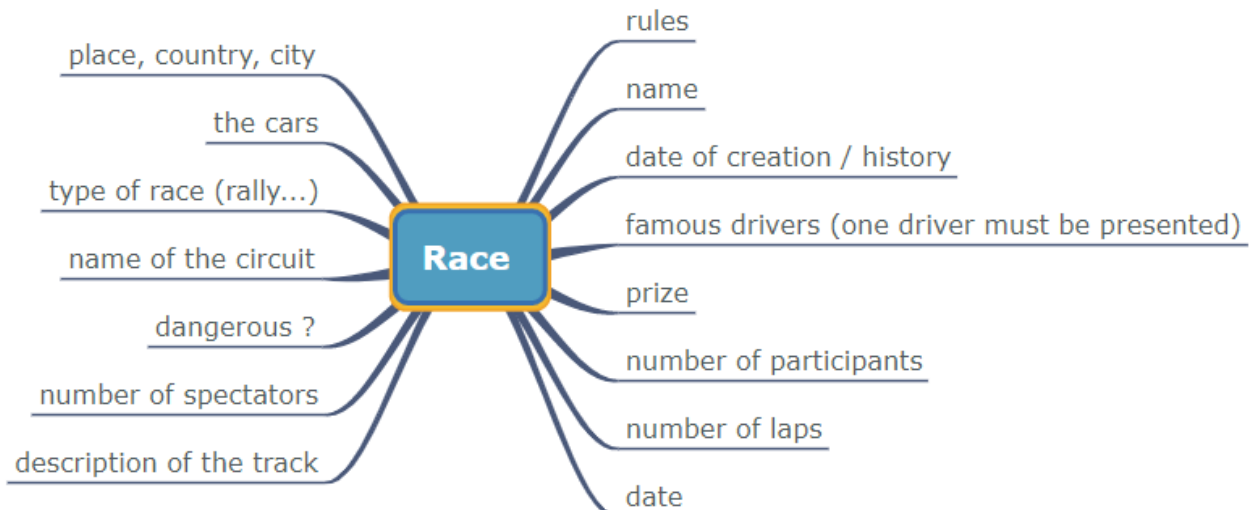 place, country, city
the cars
type of race (rally...)
name of the circuit
dangerous ?
number of spectators
description of the track
Race
rules
name
date of creation / history
famous drivers (one driver must be presented)
prize
number of participants
number of laps
date